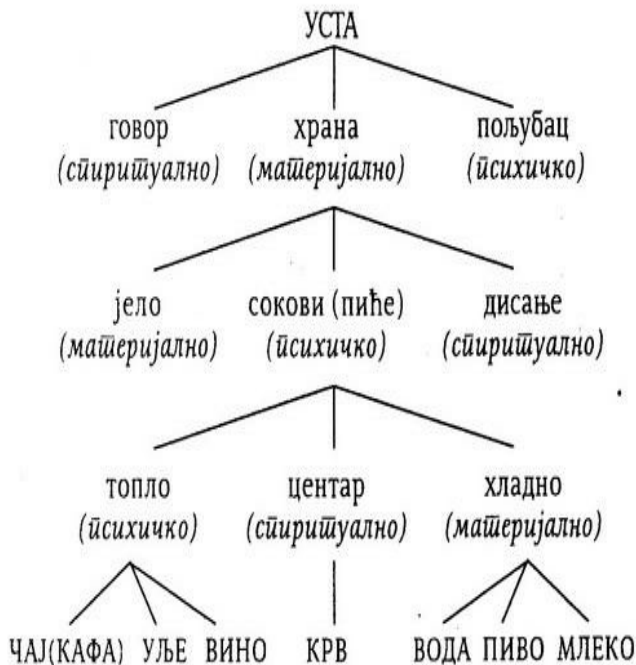 УСТА
говор храна пољубац
(спиритуално) (материјално) (психичко)
јело сокови (пиће) дисање
(материјално) (психичко) (спиритуално)
топло центар хладно
(психичко) (спиритуално) (материјално)
ЧАЈ(КАФА) УЉЕ ВИНО КРВ ВОДА ПИВО МЛЕКО